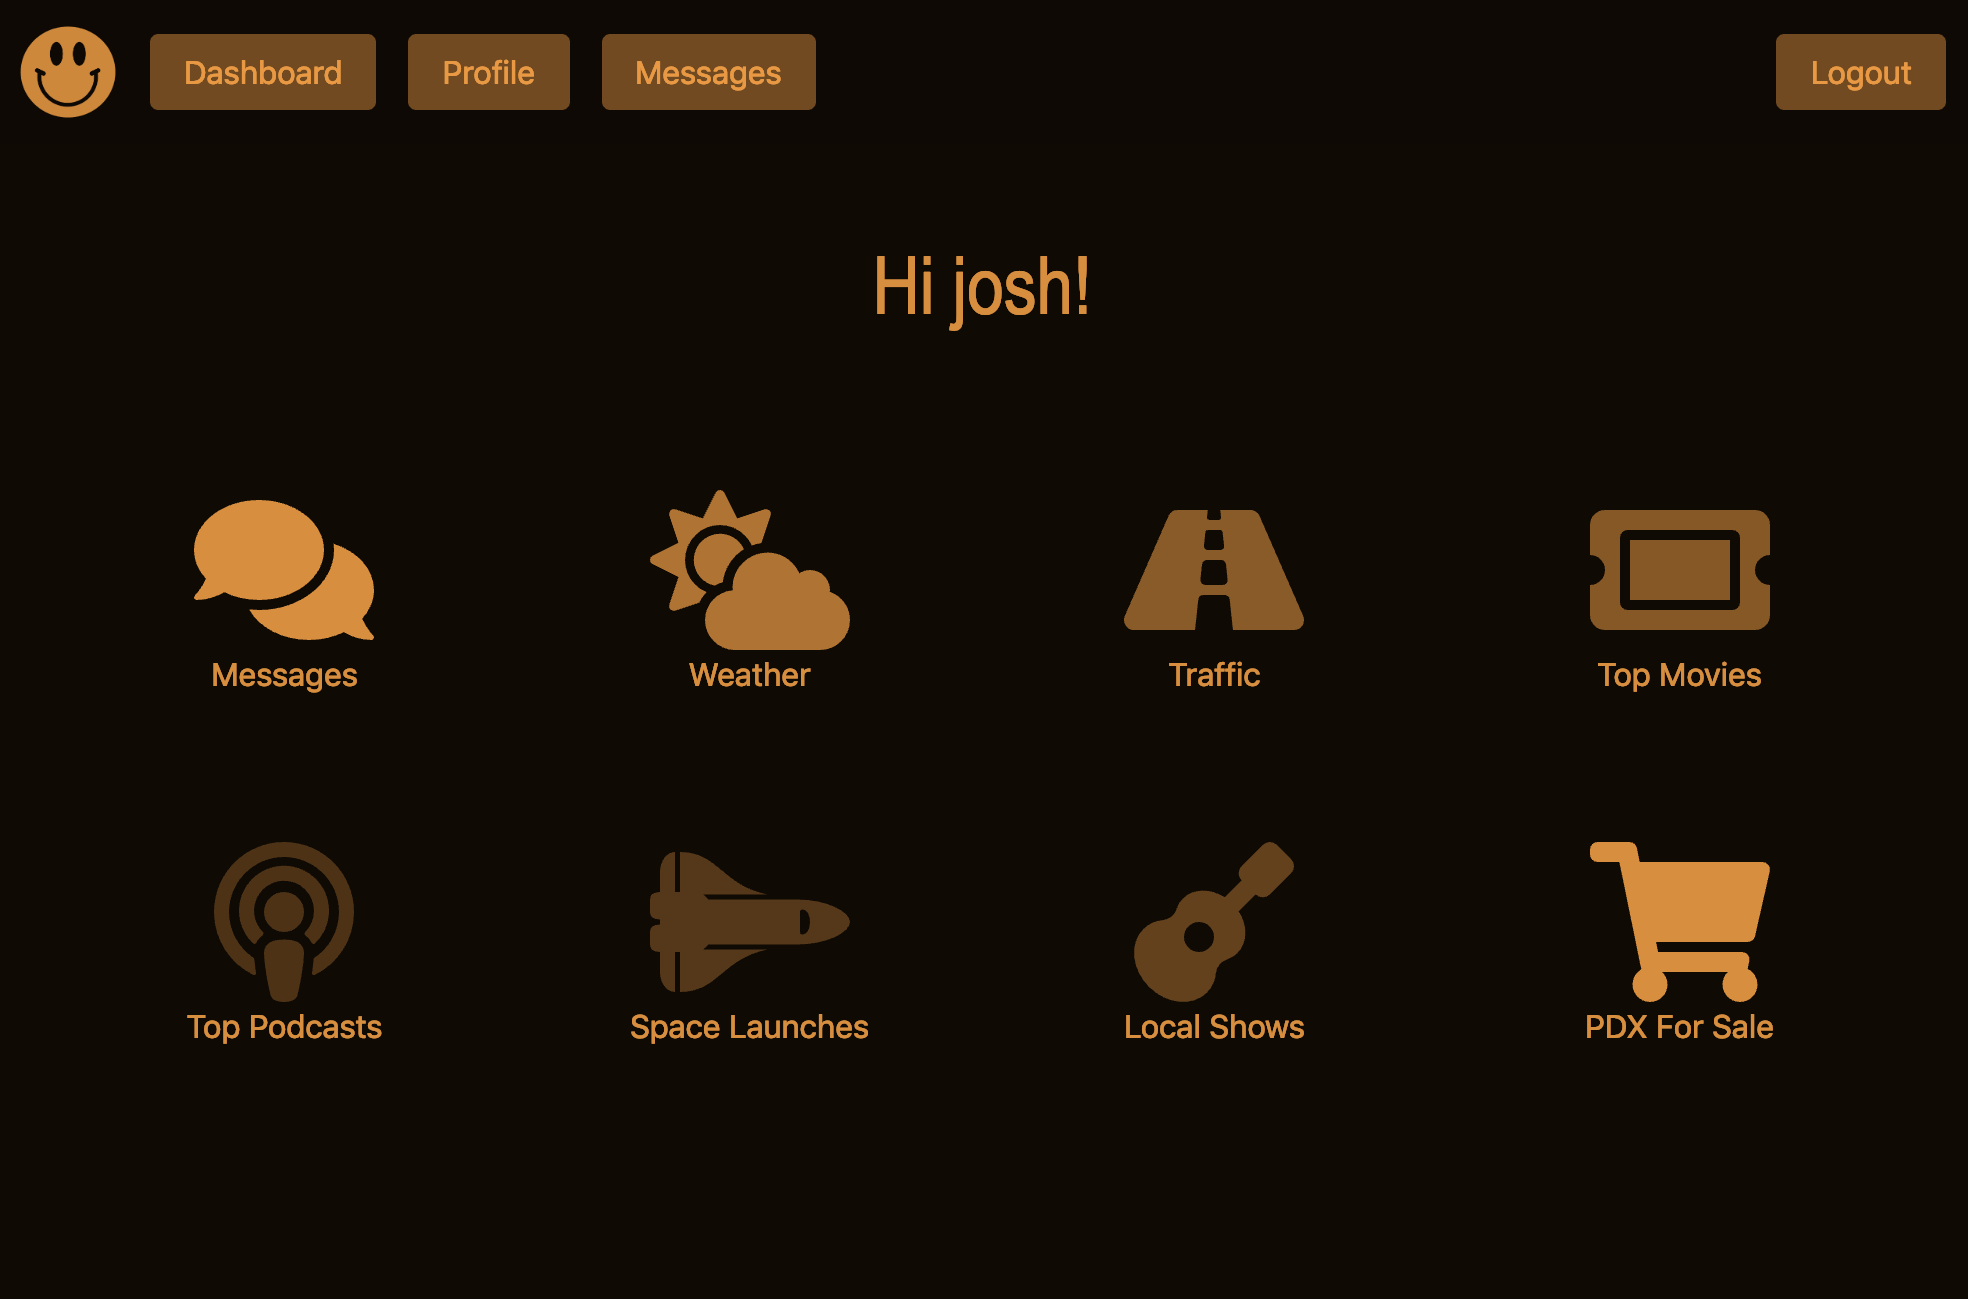 Dashboard Profile Messages Logout
Hi josh!
Messages Weather Traffic Top Movies
Top Podcasts Space Launches Local Shows PDX For Sale